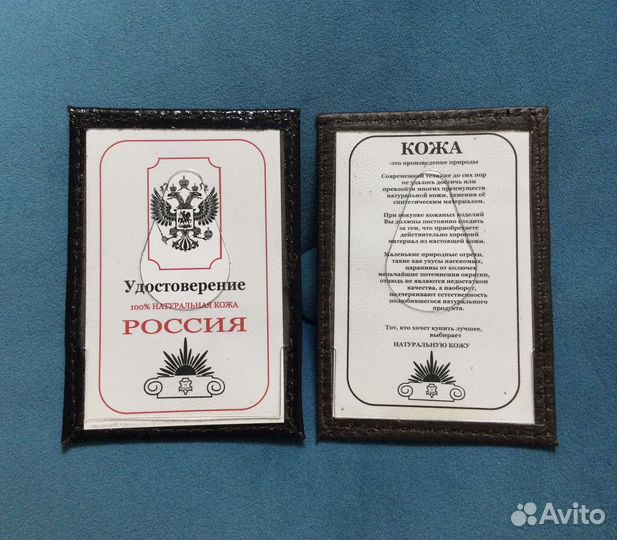 Удостоверение
100% НАТУРАЛЬНАЯ КОЖА
РОССИЯ
КОЖА
-это произведение природы
Современной технике до сих пор
не удалось достичь или
превзойти многих преимуществ
натуральной кожи, заменив её
синтетическим материалом.
При покупке кожаных изделий
Вы должны постоянно следить
за тем, что приобретаете
действительно хороший
материал из настоящей кожи.
Маленькие природные огрехи,
такие как укусы насекомых,
царапины от колючек
мельчайшие потемнения окраски,
отнюдь не являются недостатком
качества, а наоборот,
подчеркивают естественность
полюбившегося натурального
продукта.
Тот, кто хочет купить лучшее,
выбирает
НАТУРАЛЬНУЮ КОЖУ
Avito